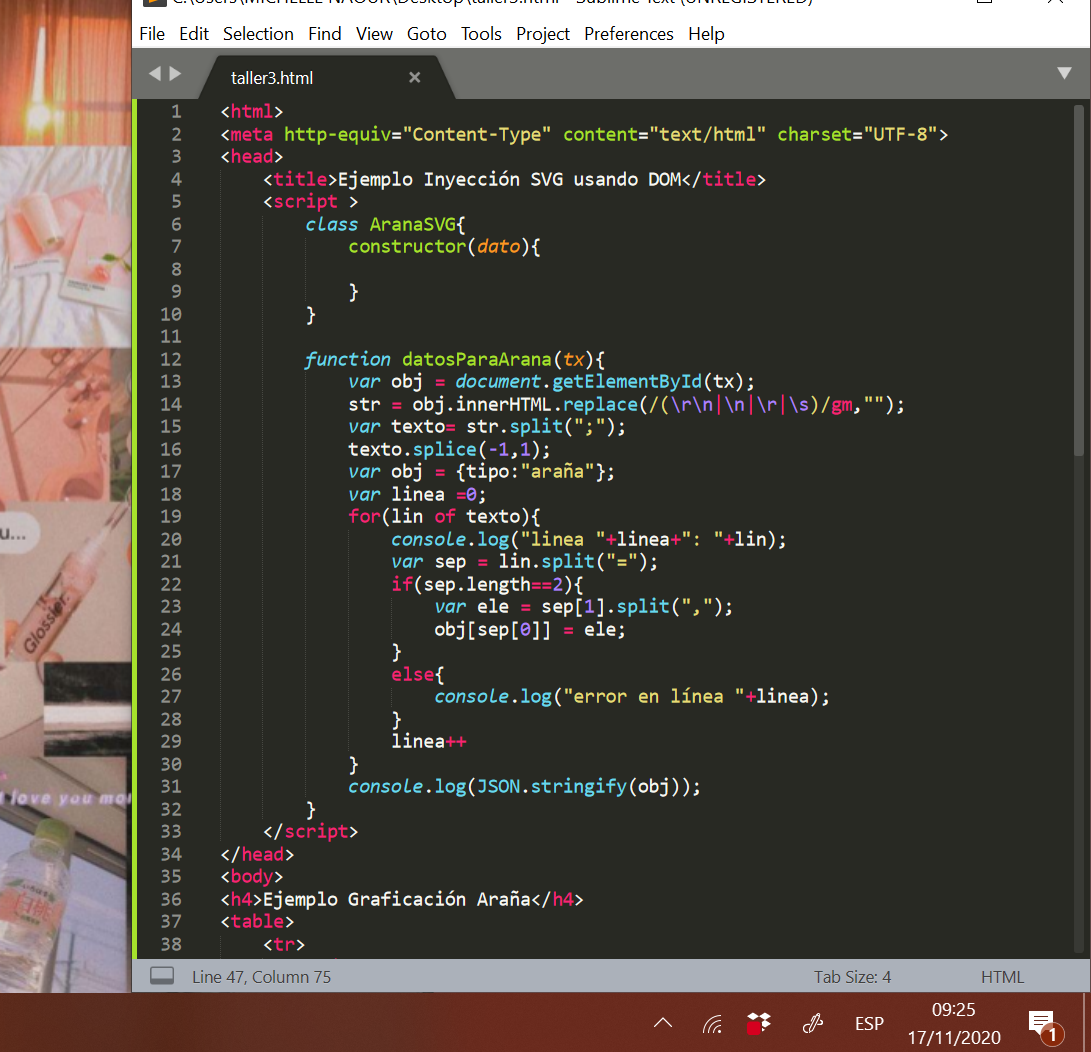 C:\Users\MICHELLE NAOUR\Desktop\taller3.html - Sublime Text (UNREGISTERED)
File Edit Selection Find View Goto Tools Project Preferences Help
taller3.html
1 <html>
2 <meta http-equiv="Content-Type" content="text/html" charset="UTF-8">
3 <head>
4 <title>Ejemplo Inyección SVG usando DOM</title>
5 <script >
6 class AranaSVG{
7 constructor(dato){
8
9 }
10 }
11
12 function datosParaArana(tx){
13 var obj = document.getElementById(tx);
14 str = obj.innerHTML.replace(/(\r\n|\n|\r|\s)/gm,"");
15 var texto= str.split(";");
16 texto.splice(-1,1);
17 var obj = {tipo:"araña"};
18 var linea =0;
19 for(lin of texto){
20 console.log("linea "+linea+": "+lin);
21 var sep = lin.split("=");
22 if(sep.length==2){
23 var ele = sep[1].split(",");
24 obj[sep[0]] = ele;
25 }
26 else{
27 console.log("error en línea "+linea);
28 }
29 linea++
30 }
31 console.log(JSON.stringify(obj));
32 }
33 </script>
34 </head>
35 <body>
36 <h4>Ejemplo Graficación Araña</h4>
37 <table>
38 <tr>
u...
Glossier.
love you mo
Line 47, Column 75 Tab Size: 4 HTML
ESP
09:25
17/11/2020
1